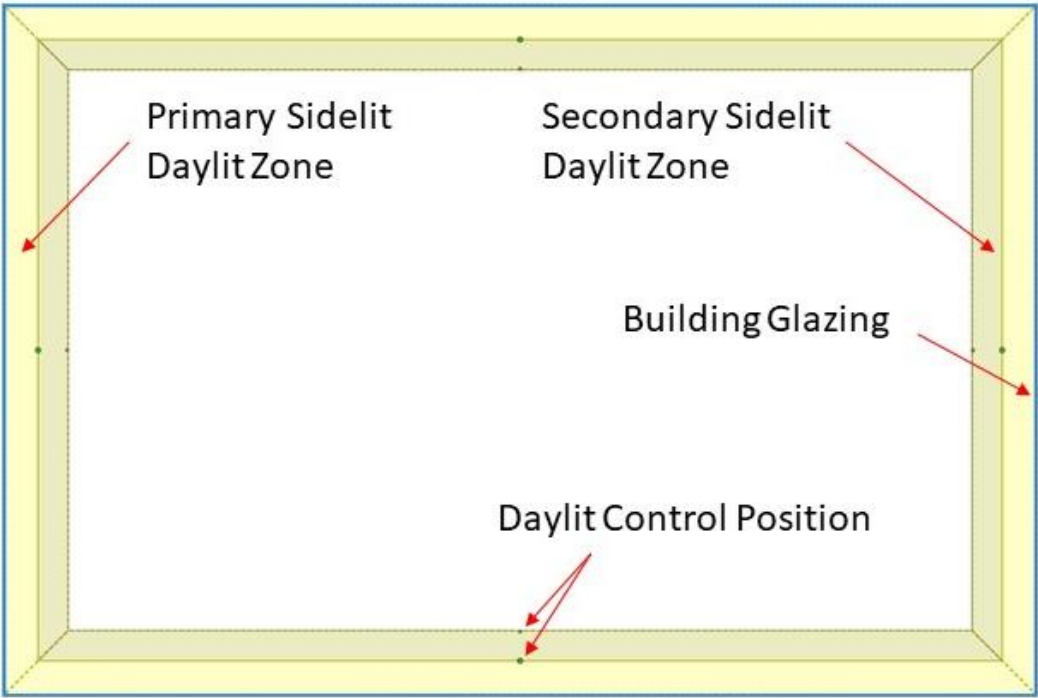 Primary Sidelit
Daylit Zone
Secondary Sidelit
Daylit Zone
Building Glazing
Daylit Control Position